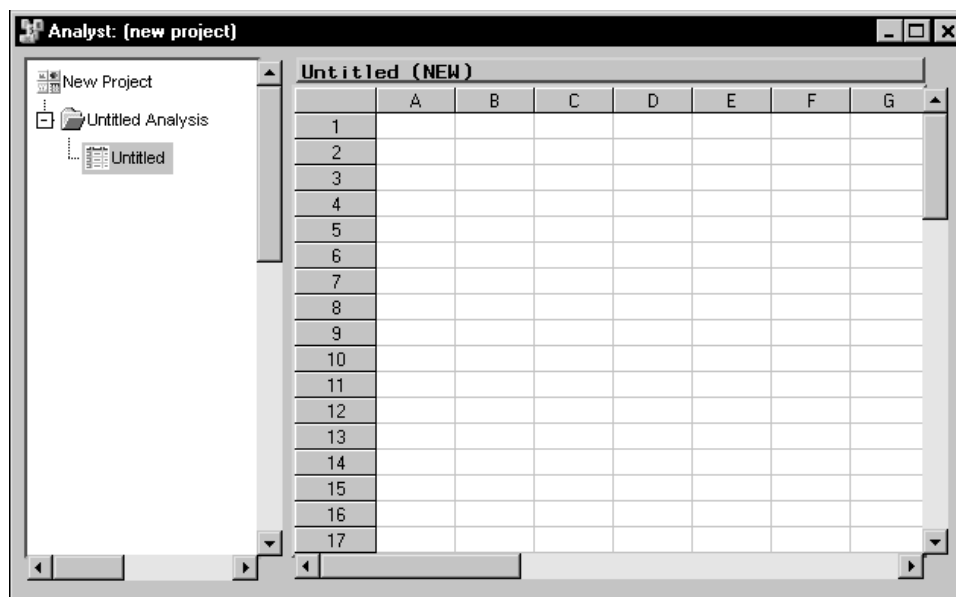 Analyst: (new project)
New Project
Untitled Analysis
Untitled
Untitled (NEW)
A B C D E F G
1
2
3
4
5
6
7
8
9
10
11
12
13
14
15
16
17